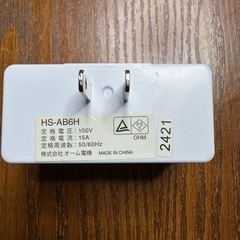 HS-AB6H
定 格 電 圧 : 100V
定 格 電 流 : 15A
定格周波数 : 50/60Hz
株式会社オーム電機 MADE IN CHINA
OHM
2421